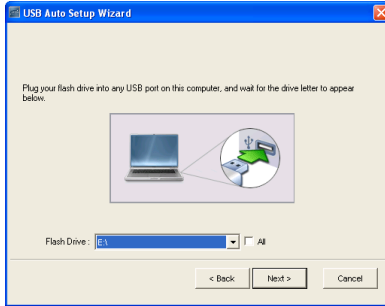 USB Auto Setup Wizard
Plug your flash drive into any USB port on this computer, and wait for the drive letter to appear
below.
Flash Drive : E:\
All
< Back
Next >
Cancel